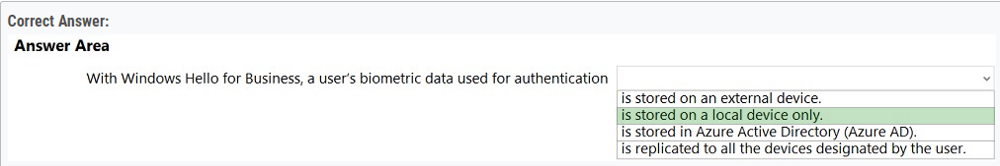 Correct Answer:
Answer Area
With Windows Hello for Business, a user's biometric data used for authentication
is stored on an external device.
is stored on a local device only.
is stored in Azure Active Directory (Azure AD).
is replicated to all the devices designated by the user.